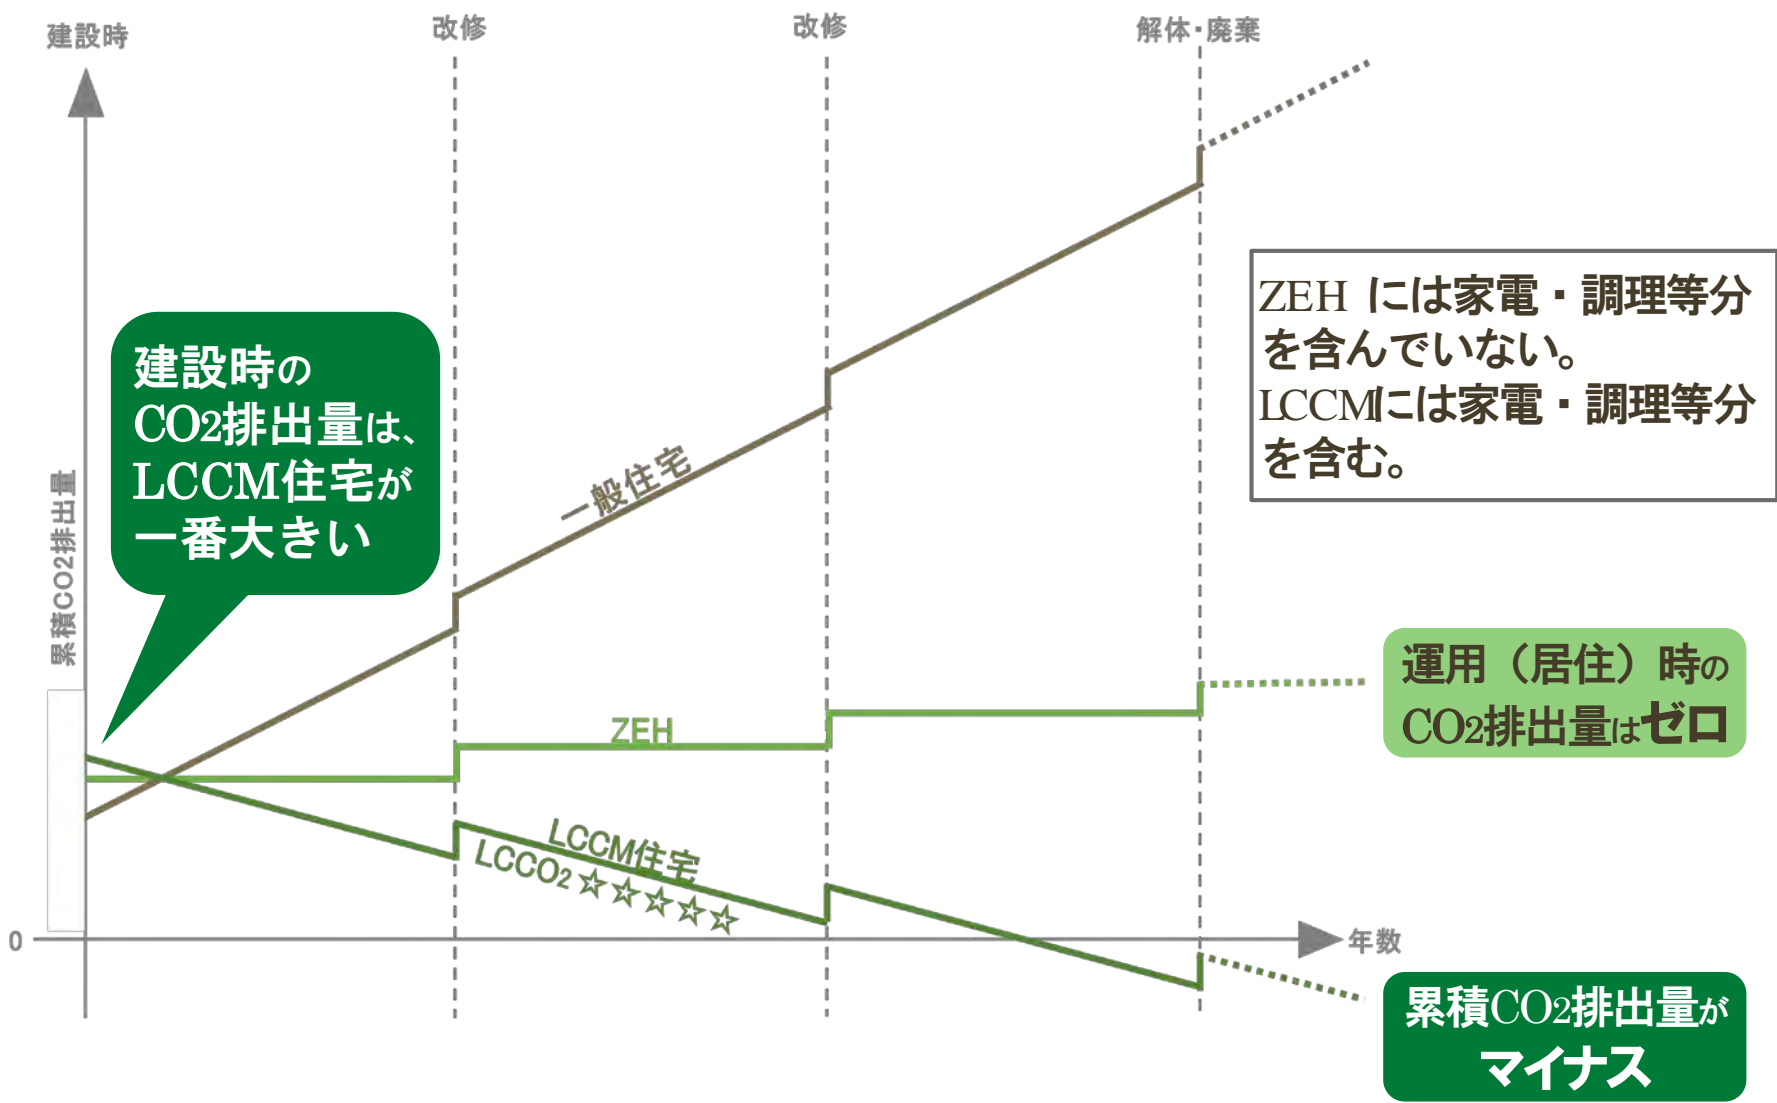 建設時
改修
改修
解体・廃棄
建設時の
CO2排出量は、
LCCM住宅が
一番大きい
累積CO2排出量
一般住宅
ZEH には家電・調理等分
を含んでいない。
LCCMには家電・調理等分
を含む。
ZEH
運用（居住）時の
CO2排出量はゼロ
LCCM住宅
LCCO2☆☆☆☆☆
0
年数
累積CO2排出量が
マイナス